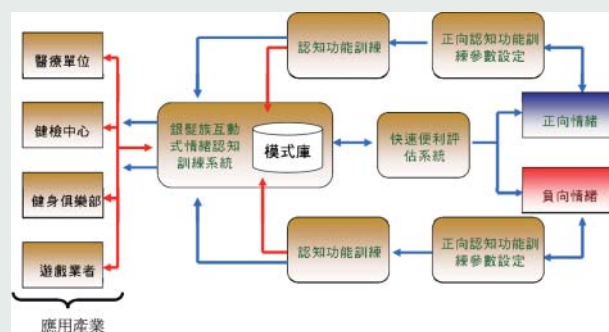 醫療單位
健檢中心
健身俱樂部
遊戲業者
應用產業
銀髮族互動
式情緒認知
訓練系統
模式庫
認知功能訓練
正向認知功能訓
練參數設定
快速便利評
估系統
正向情緒
負向情緒
認知功能訓練
正向認知功能訓
練參數設定